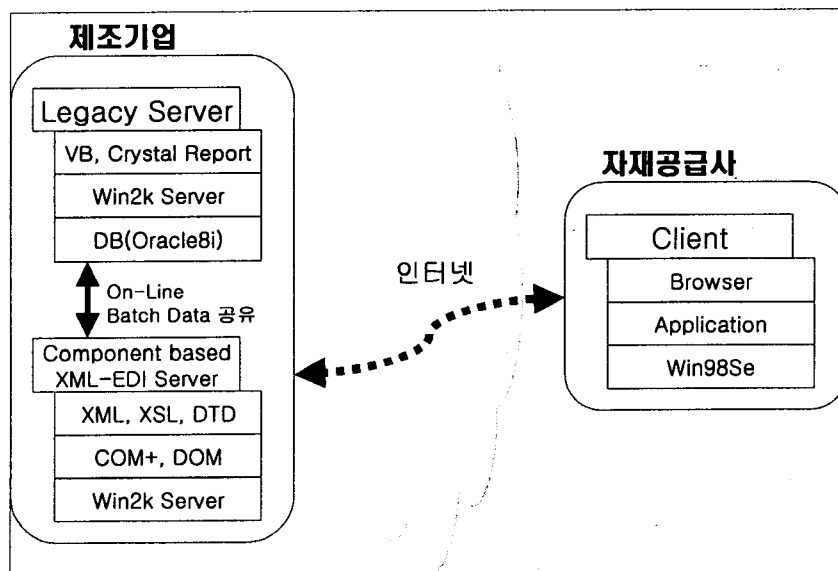 제조기업
Legacy Server
VB, Crystal Report
Win2k Server
DB(Oracle8i)
On-Line
Batch Data 공유
Component based
XML-EDI Server
XML, XSL, DTD
COM+, DOM
Win2k Server
인터넷
자재공급사
Client
Browser
Application
Win98Se